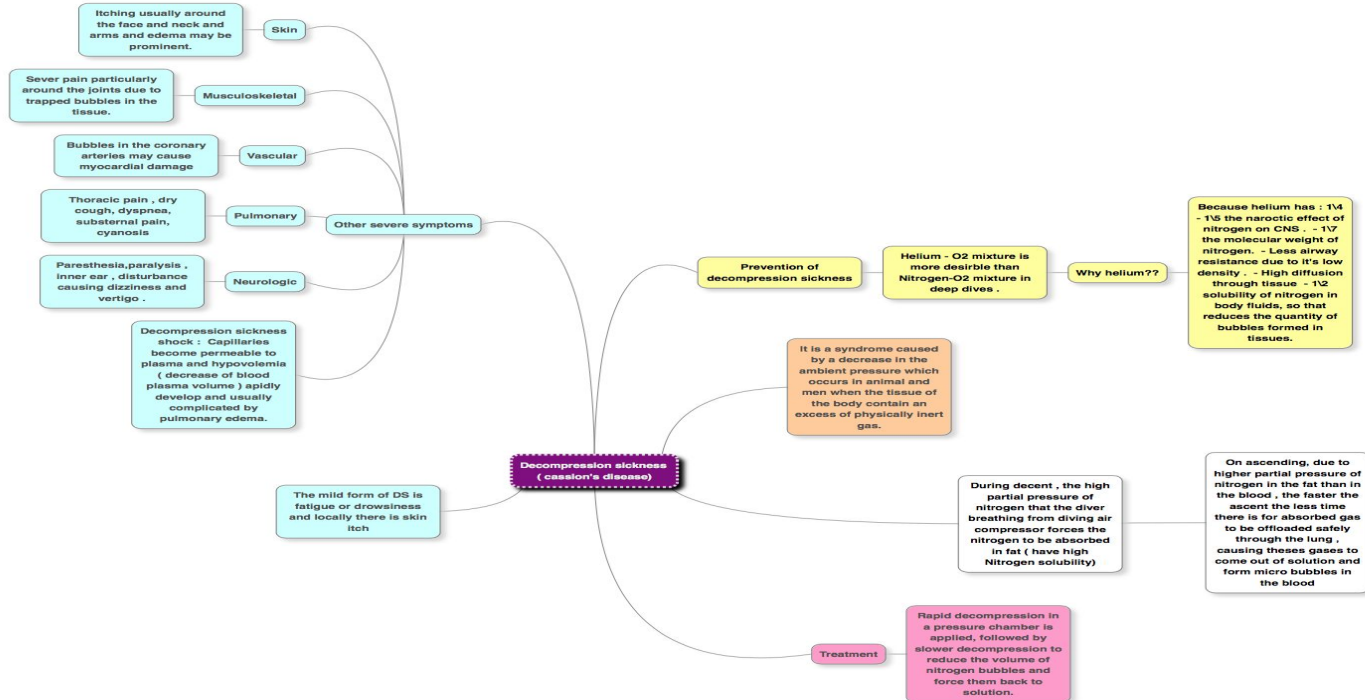 Itching usually around
the face and neck and
arms and edema may be
prominent.
Skin
Sever pain particularly
around the joints due to
trapped bubbles in the
tissue.
Musculoskeletal
Bubbles in the coronary
arteries may cause
myocardial damage
Vascular
Thoracic pain , dry
cough, dyspnea,
substernal pain,
cyanosis
Pulmonary
Paresthesia,paralysis ,
inner ear , disturbance
causing dizziness and
vertigo .
Neurologic
Decompression sickness
shock :  Capillaries
become permeable to
plasma and hypovolemia
( decrease of blood
plasma volume ) apidly
develop and usually
complicated by
pulmonary edema.
Other severe symptoms
The mild form of DS is
fatigue or drowsiness
and locally there is skin
itch
Decompression sickness
( cassion's disease)
Prevention of
decompression sickness
Helium - O2 mixture is
more desirble than
Nitrogen-O2 mixture in
deep dives .
Why helium??
Because helium has : 1\4
- 1\5 the naroctic effect of
nitrogen on CNS .  - 1\7
the molecular weight of
nitrogen.  - Less airway
resistance due to it's low
density .  - High diffusion
through tissue  - 1\2
solubility of nitrogen in
body fluids, so that
reduces the quantity of
bubbles formed in
tissues.
It is a syndrome caused
by a decrease in the
ambient pressure which
occurs in animal and
men when the tissue of
the body contain an
excess of physically inert
gas.
During decent , the high
partial pressure of
nitrogen that the diver
breathing from diving air
compressor forces the
nitrogen to be absorbed
in fat ( have high
Nitrogen solubility)
On ascending, due to
higher partial pressure of
nitrogen in the fat than in
the blood , the faster the
ascent the less time
there is for absorbed gas
to be offloaded safely
through the lung ,
causing theses gases to
come out of solution and
form micro bubbles in
the blood
Treatment
Rapid decompression in
a pressure chamber is
applied, followed by
slower decompression to
reduce the volume of
nitrogen bubbles and
force them back to
solution.